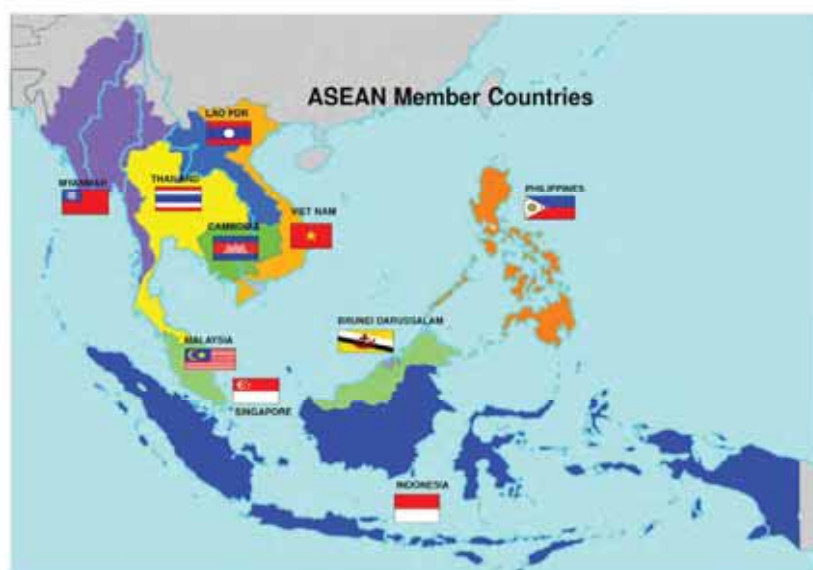 ASEAN Member Countries
LAO PDR
MYANMAR
THAILAND
PHILIPPINES
VIET NAM
CAMBODIA
BRUNEI DARUSSALAM
MALAYSIA
SINGAPORE
INDONESIA